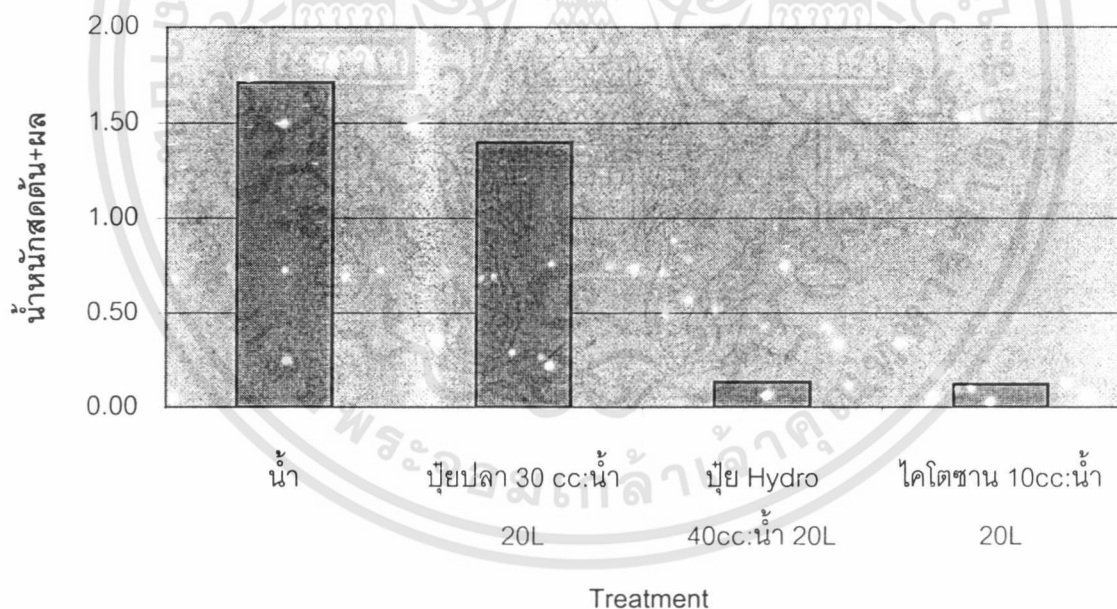 2.00
1.50
1.00
0.50
0.00
น้ำหนักสดต้น+ผล
น้ำ
ปุ๋ยปลา 30 cc:น้ำ
20L
ปุ๋ย Hydro
40cc:น้ำ 20L
ไคโตซาน 10cc:น้ำ
20L
Treatment